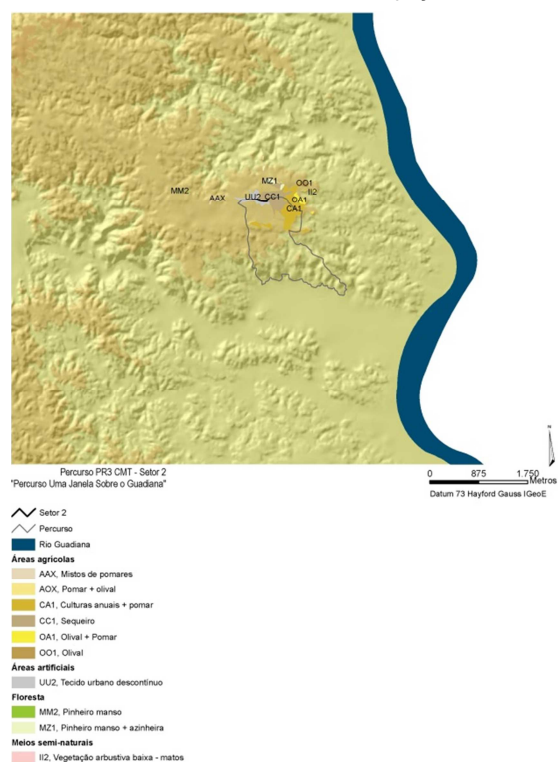 MZ1
OO1
MM2
II2
AAX
UU2 CC1
OA1
CA1
N
Percurso PR3 CMT - Setor 2
"Percurso Uma Janela Sobre o Guadiana"
0 875 1.750
Metros
Datum 73 Hayford Gauss IGeoE
Setor 2
Percurso
Rio Guadiana
Áreas agrícolas
AAX, Mistos de pomares
AOX, Pomar + olival
CA1, Culturas anuais + pomar
CC1, Sequeiro
OA1, Olival + Pomar
OO1, Olival
Áreas artificiais
UU2, Tecido urbano descontínuo
Floresta
MM2, Pinheiro manso
MZ1, Pinheiro manso + azinheira
Meios semi-naturais
II2, Vegetação arbustiva baixa - matos